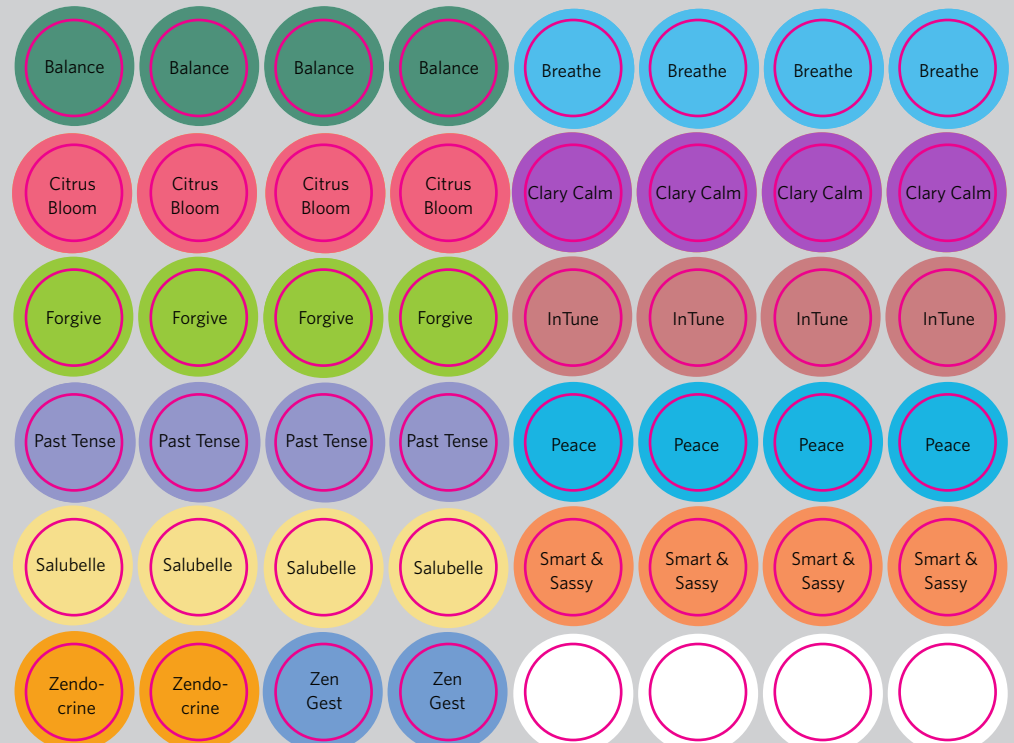 Balance Balance Balance Balance Breathe Breathe Breathe Breathe
Citrus Citrus Citrus Citrus
Bloom Bloom Bloom Bloom
Clary Calm Clary Calm Clary Calm Clary Calm
Forgive Forgive Forgive Forgive InTune InTune InTune InTune
Past Tense Past Tense Past Tense Past Tense Peace Peace Peace Peace
Salubelle Salubelle Salubelle Salubelle
Smart & Smart & Smart & Smart &
Sassy Sassy Sassy Sassy
Zendo- Zendo- Zen Zen
crine crine Gest Gest